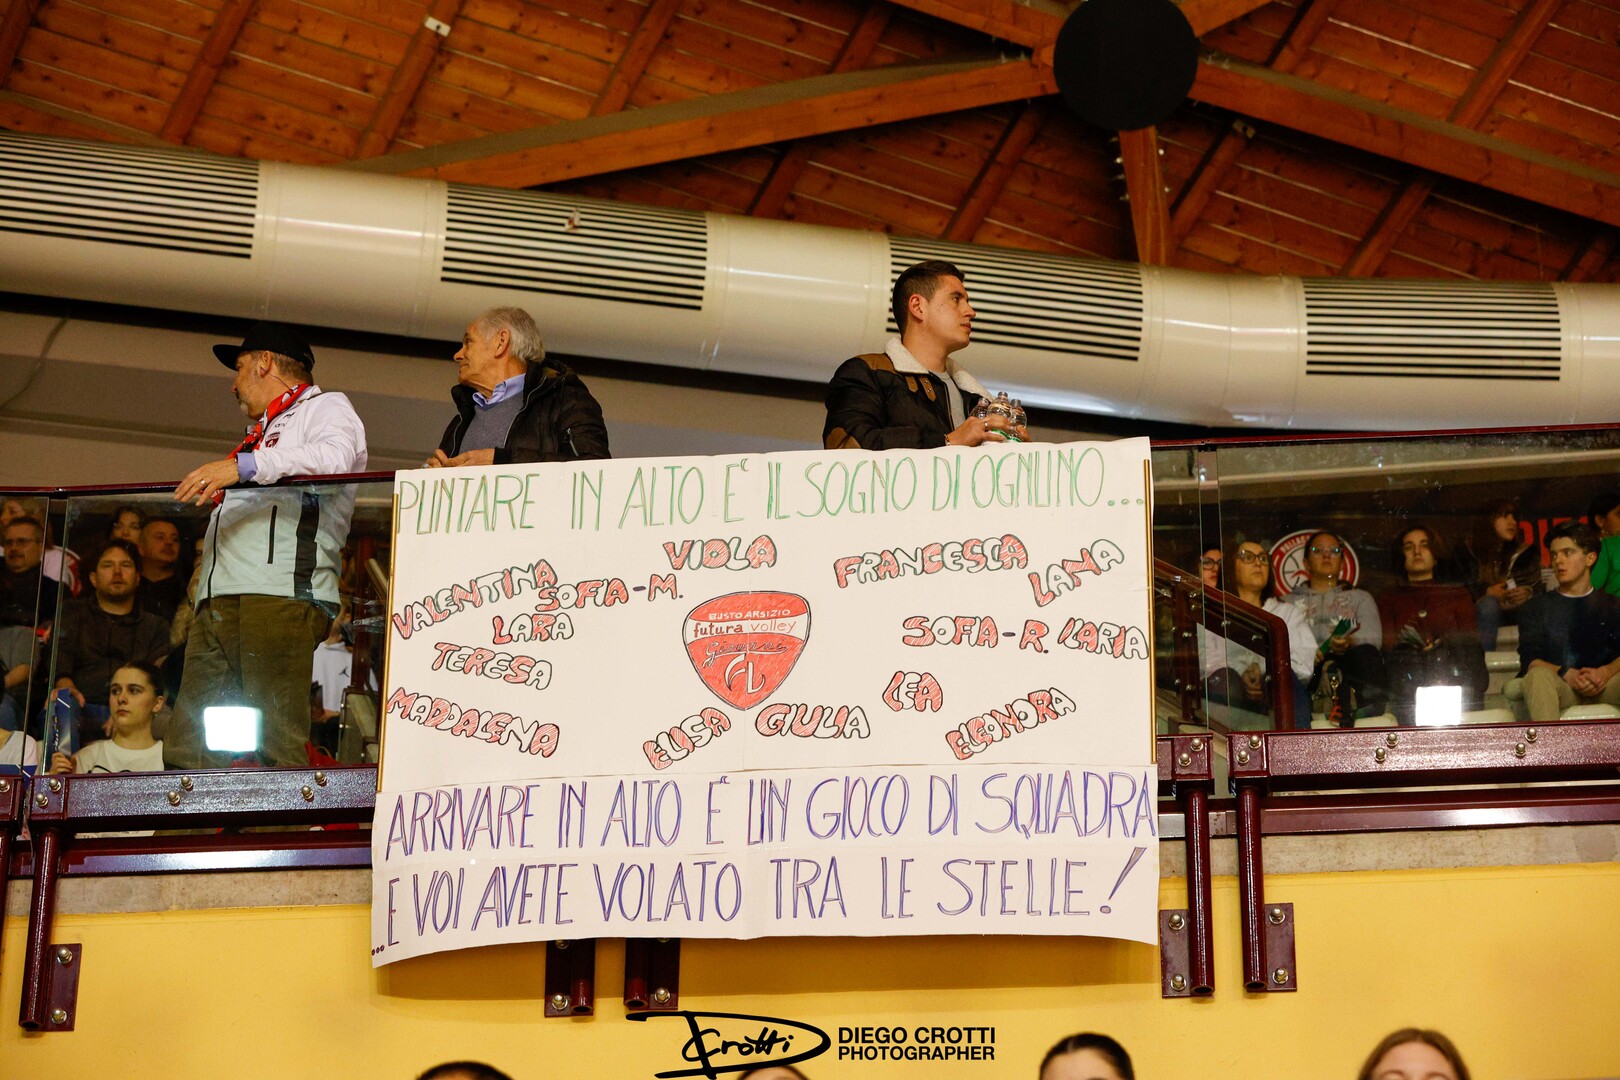 PUNTARE IN ALTO E' IL SOGNO DI OGNUNO...
VIOLA
FRANCESCA
VALENTINA
SOFIA-M.
LANA
LARA
SOFIA-R.
ILARIA
TERESA
LEA
MADDALENA
ELISA
GIULIA
ELEONORA
BUSTO ARSIZIO
futura volley
Giovani
ARRIVARE IN ALTO E' UN GIOCO DI SQUADRA
...E VOI AVETE VOLATO TRA LE STELLE!
DCrotti
DIEGO CROTTI
PHOTOGRAPHER